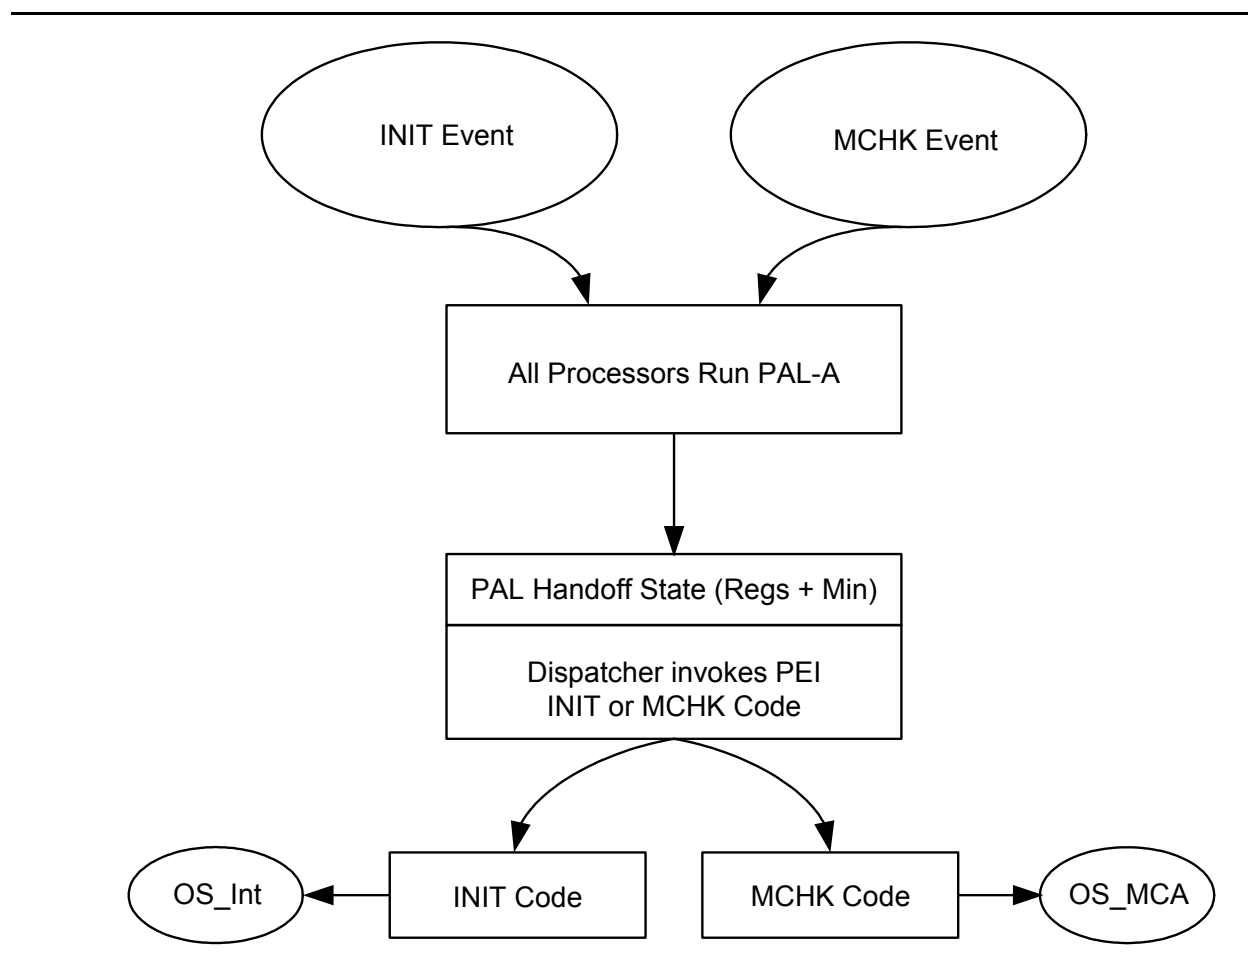 INIT Event
MCHK Event
All Processors Run PAL-A
PAL Handoff State (Regs + Min)
Dispatcher invokes PEI
INIT or MCHK Code
OS_Int
INIT Code
MCHK Code
OS_MCA